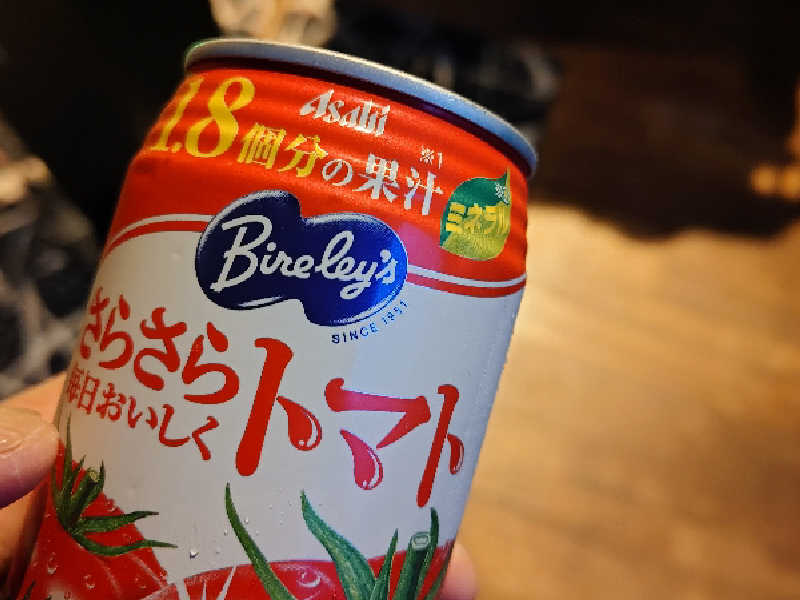 Asahi
1.8個分の果汁
※1
ミネラル
Bireley's
SINCE 1951
さらさら
毎日おいしく
トマト